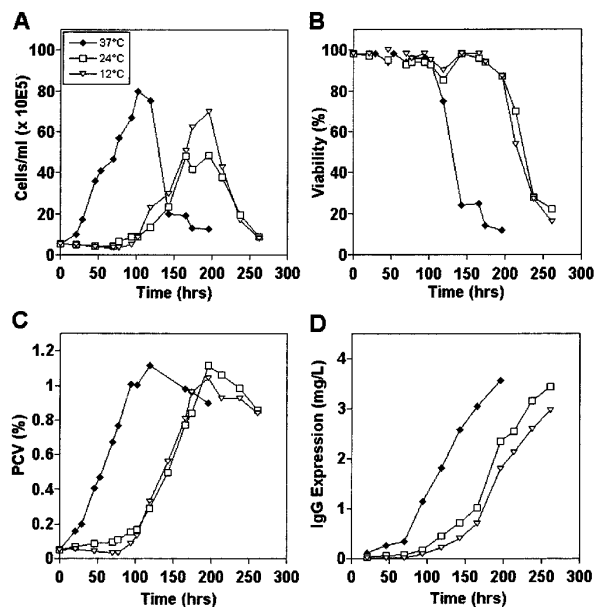 A
B
37°C
24°C
12°C
100
80
60
40
20
0
Cells/ml (x 10E5)
0 50 100 150 200 250 300
Time (hrs)
100
80
60
40
20
0
Viability (%)
0 50 100 150 200 250 300
Time (hrs)
C
D
1.2
1
0.8
0.6
0.4
0.2
0
PCV (%)
0 50 100 150 200 250 300
Time (hrs)
4
3
2
1
0
IgG Expression (mg/L)
0 50 100 150 200 250 300
Time (hrs)